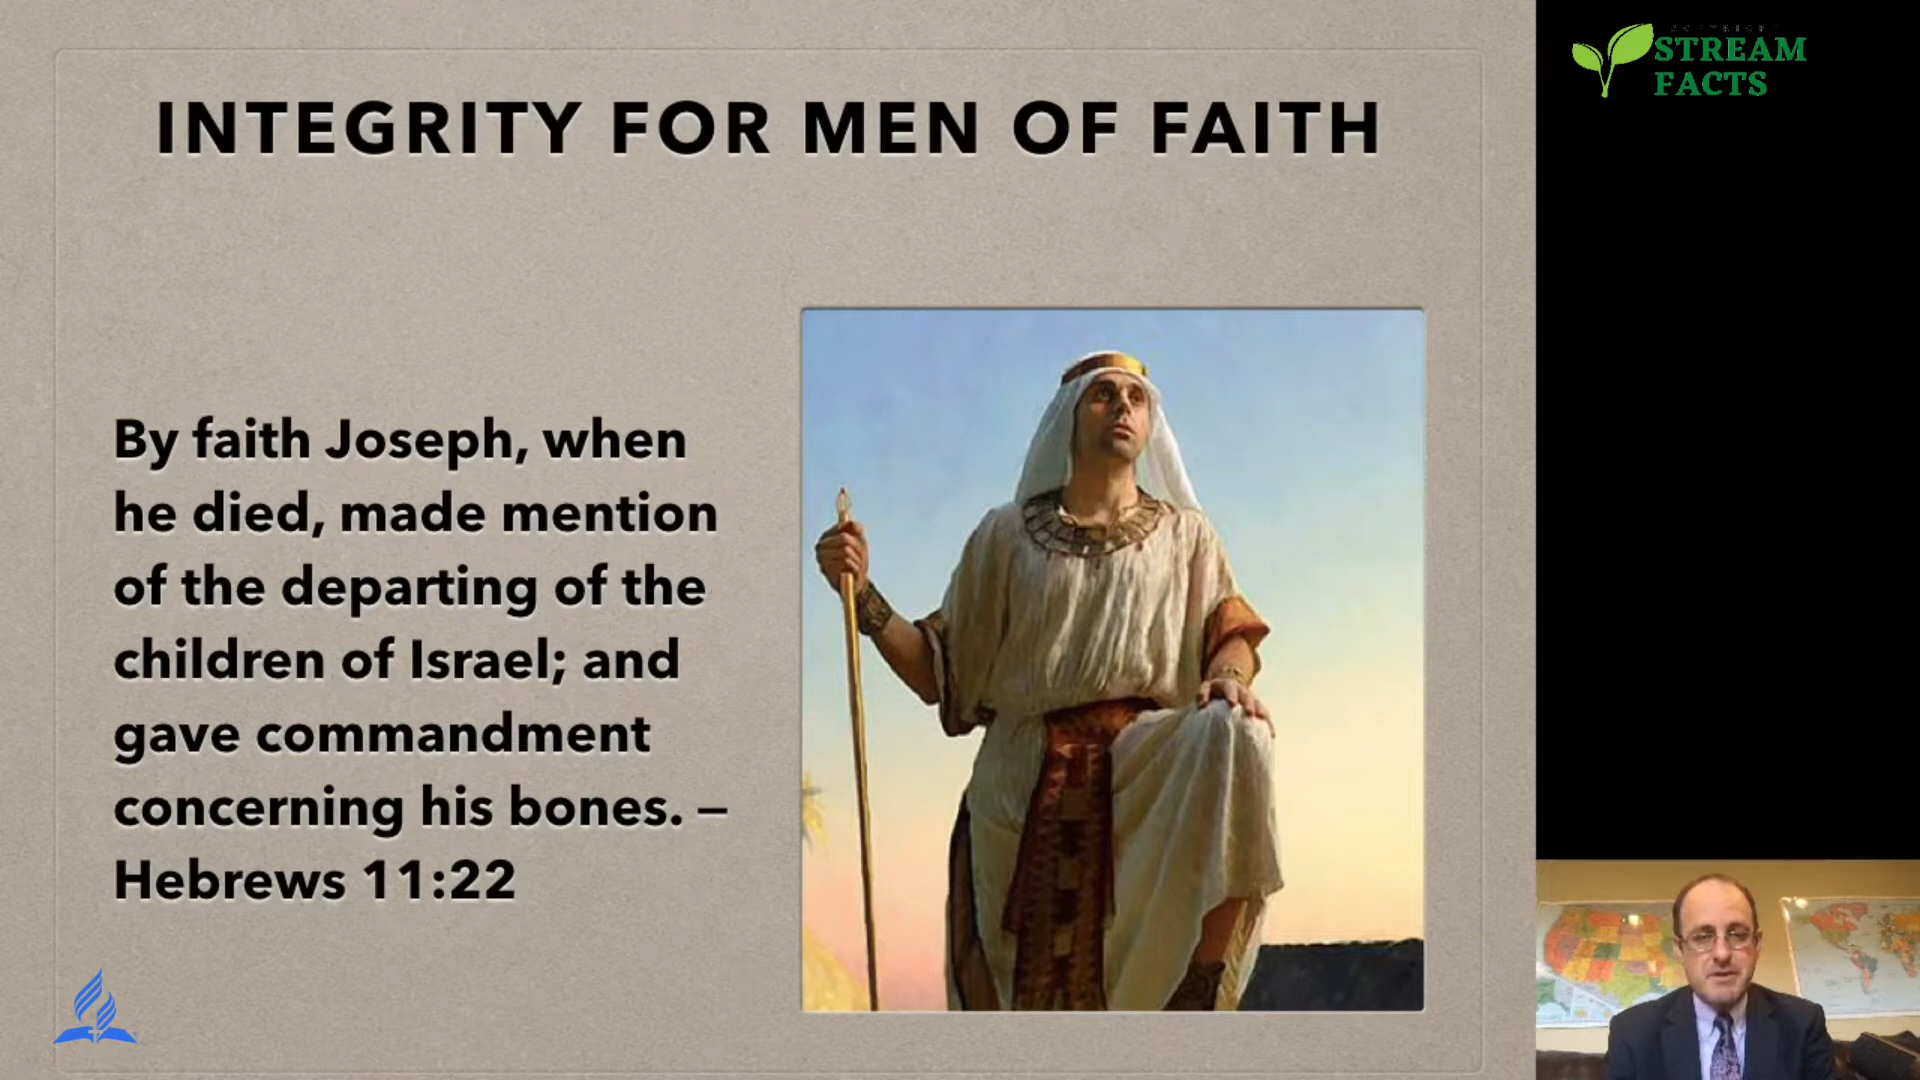 INTEGRITY FOR MEN OF FAITH
By faith Joseph, when
he died, made mention
of the departing of the
children of Israel; and
gave commandment
concerning his bones. –
Hebrews 11:22
STREAM
FACTS